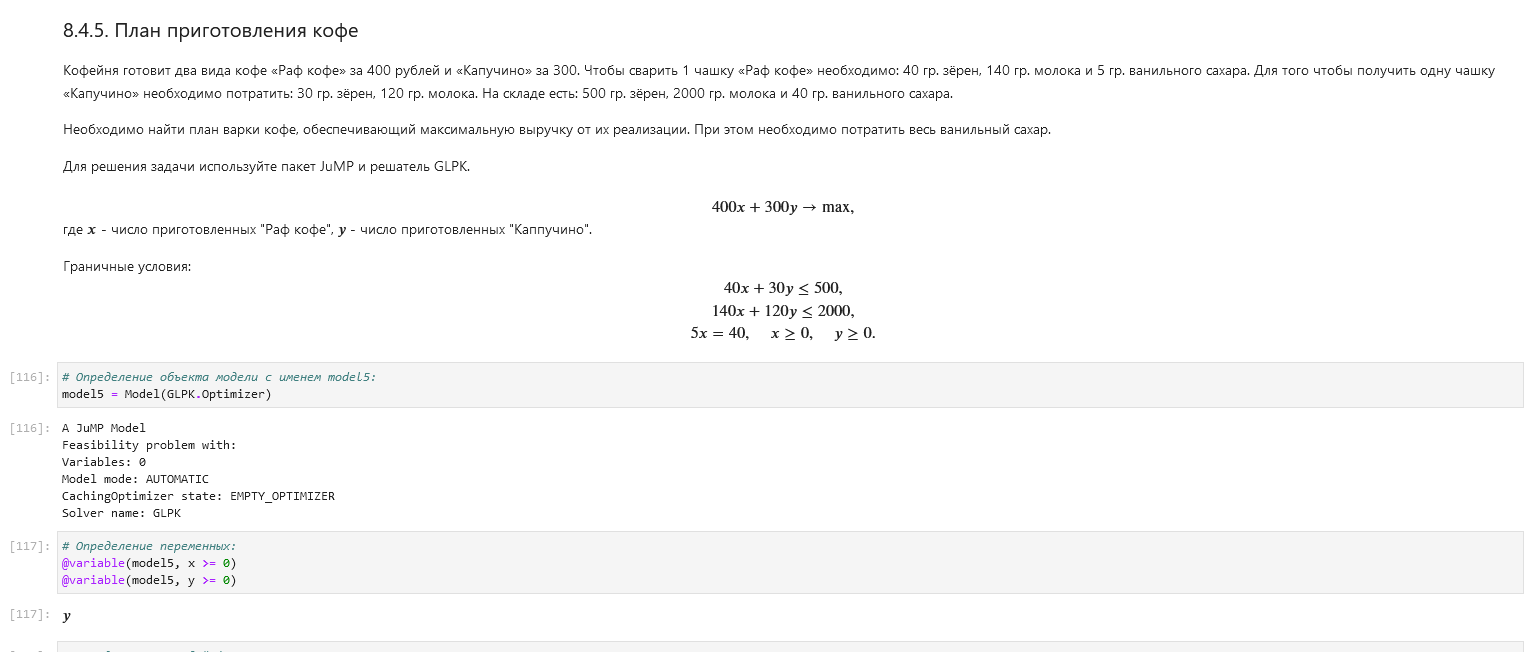 8.4.5. План приготовления кофе
Кофейня готовит два вида кофе «Раф кофе» за 400 рублей и «Капучино» за 300. Чтобы сварить 1 чашку «Раф кофе» необходимо: 40 гр. зёрен, 140 гр. молока и 5 гр. ванильного сахара. Для того чтобы получить одну чашку
«Капучино» необходимо потратить: 30 гр. зёрен, 120 гр. молока. На складе есть: 500 гр. зёрен, 2000 гр. молока и 40 гр. ванильного сахара.
Необходимо найти план варки кофе, обеспечивающий максимальную выручку от их реализации. При этом необходимо потратить весь ванильный сахар.
Для решения задачи используйте пакет JuMP и решатель GLPK.
400x + 300y → max,
где x - число приготовленных "Раф кофе", y - число приготовленных "Каппучино".
Граничные условия:
40x + 30y ≤ 500,
140x + 120y ≤ 2000,
5x = 40, x ≥ 0, y ≥ 0.
[116]: # Определение объекта модели с именем model5:
model5 = Model(GLPK.Optimizer)
[116]: A JuMP Model
Feasibility problem with:
Variables: 0
Model mode: AUTOMATIC
CachingOptimizer state: EMPTY_OPTIMIZER
Solver name: GLPK
[117]: # Определение переменных:
@variable(model5, x >= 0)
@variable(model5, y >= 0)
[117]: y